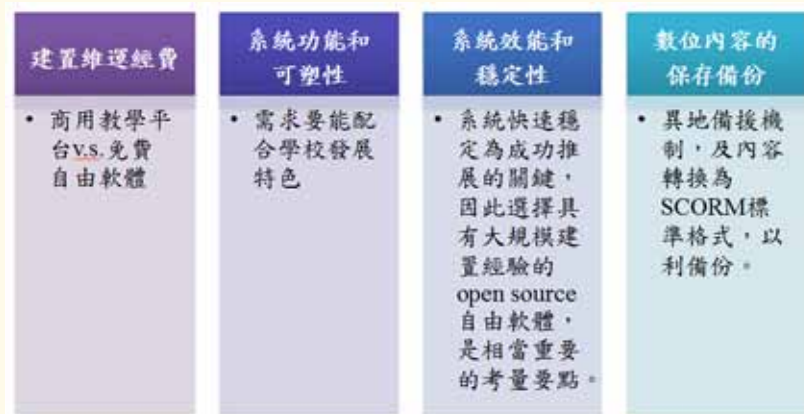 建置維運經費
• 商用教學平
台v.s.免費
自由軟體
系統功能和
可塑性
• 需求要能配
合學校發展
特色
系統效能和
穩定性
• 系統快速穩
定為成功推
展的關鍵，
因此選擇具
有大規模建
置經驗的
open source
自由軟體，
是相當重要
的考量要點。
數位內容的
保存備份
• 異地備援機
制，及內容
轉換為
SCORM標
準格式，以
利備份。